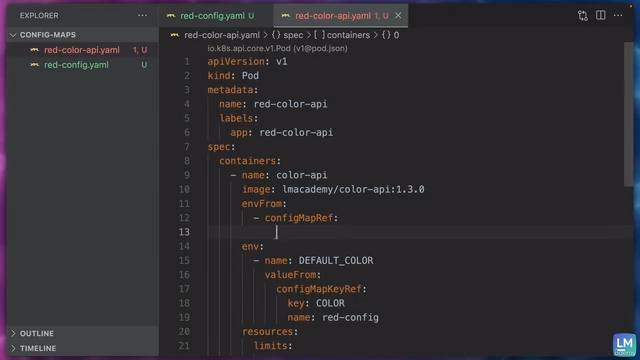 EXPLORER
CONFIG-MAPS
red-color-api.yaml 1, U
red-config.yaml U
OUTLINE
TIMELINE
red-config.yaml U
red-color-api.yaml 1, U
red-color-api.yaml > {} spec > [ ] containers > {} 0
io.k8s.api.core.v1.Pod (v1@pod.json)
1 apiVersion: v1
2 kind: Pod
3 metadata:
4 name: red-color-api
5 labels:
6 app: red-color-api
7 spec:
8 containers:
9 - name: color-api
10 image: lmacademy/color-api:1.3.0
11 envFrom:
12 - configMapRef:
13
14 env:
15 - name: DEFAULT_COLOR
16 valueFrom:
17 configMapKeyRef:
18 key: COLOR
19 name: red-config
20 resources:
21 limits:
LM